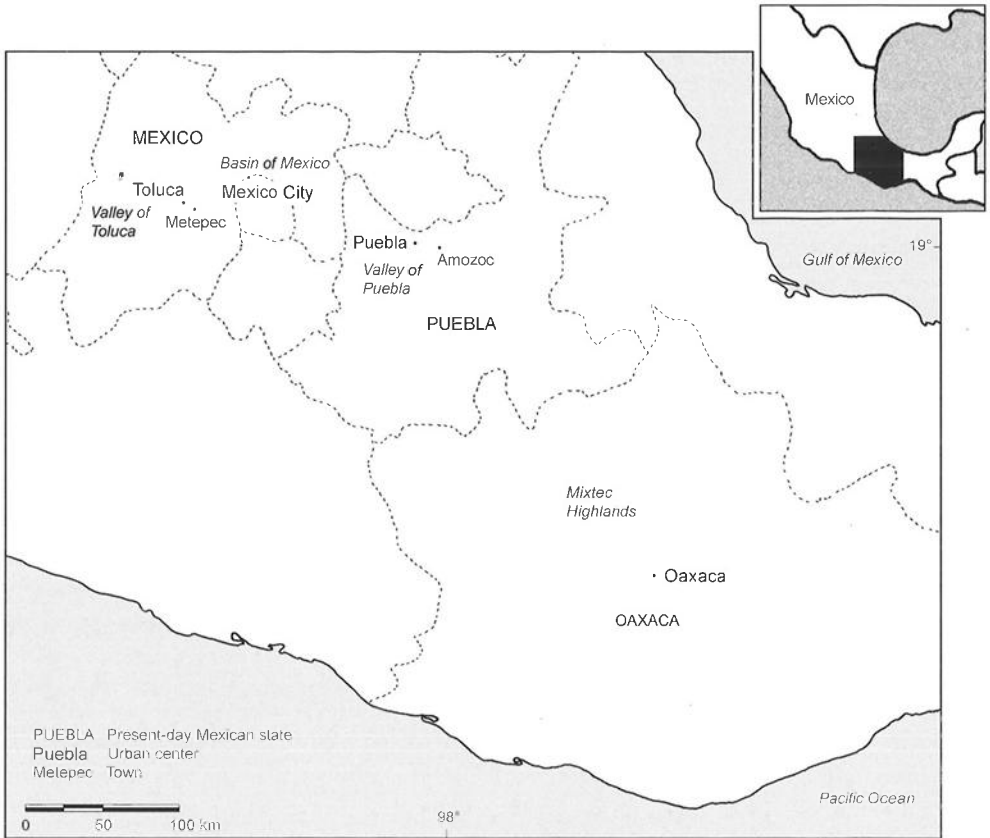 Mexico
MEXICO
Basin of Mexico
Toluca
Mexico City
Valley of
Toluca
Metepec
Puebla
Amozoc
Valley of
Puebla
PUEBLA
19°
Gulf of Mexico
Mixtec
Highlands
Oaxaca
OAXACA
PUEBLA Present-day Mexican state
Puebla Urban center
Metepec Town
0 50 100 km
98°
Pacific Ocean